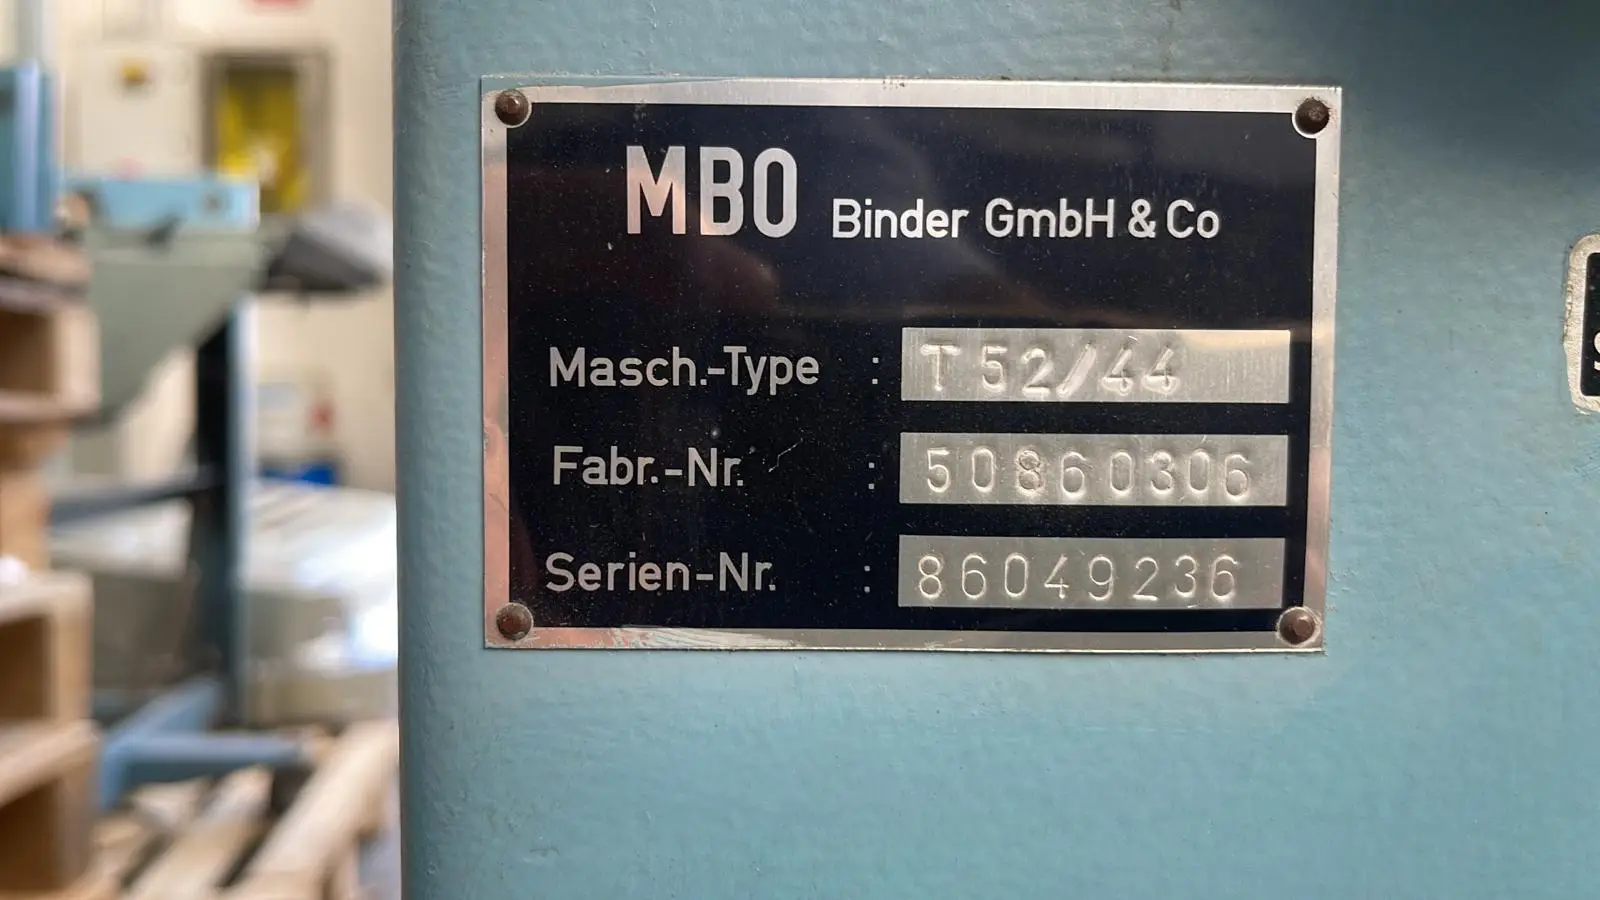 MBO Binder GmbH & Co
Masch.-Type : T 52/44
Fabr.-Nr. : 50860306
Serien-Nr. : 86049236